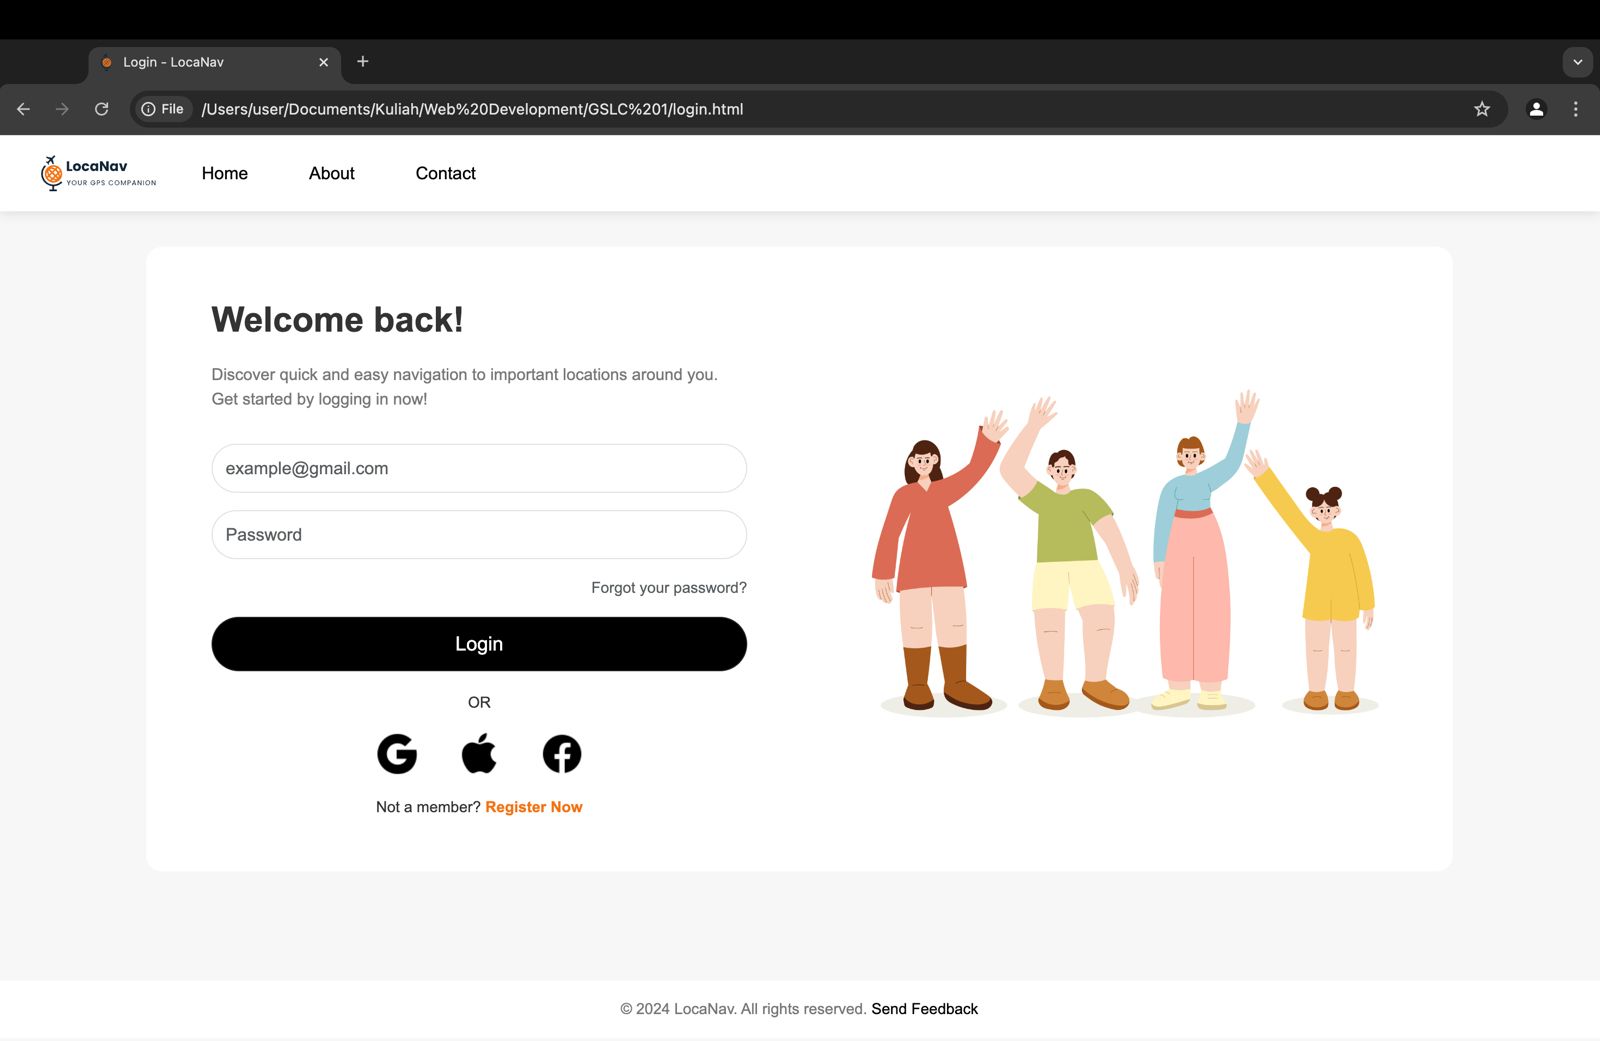 Login - LocaNav
File /Users/user/Documents/Kuliah/Web%20Development/GSLC%201/login.html
LocaNav
YOUR GPS COMPANION
Home About Contact
Welcome back!
Discover quick and easy navigation to important locations around you.
Get started by logging in now!
example@gmail.com
Password
Forgot your password?
Login
OR
Not a member? Register Now
© 2024 LocaNav. All rights reserved. Send Feedback